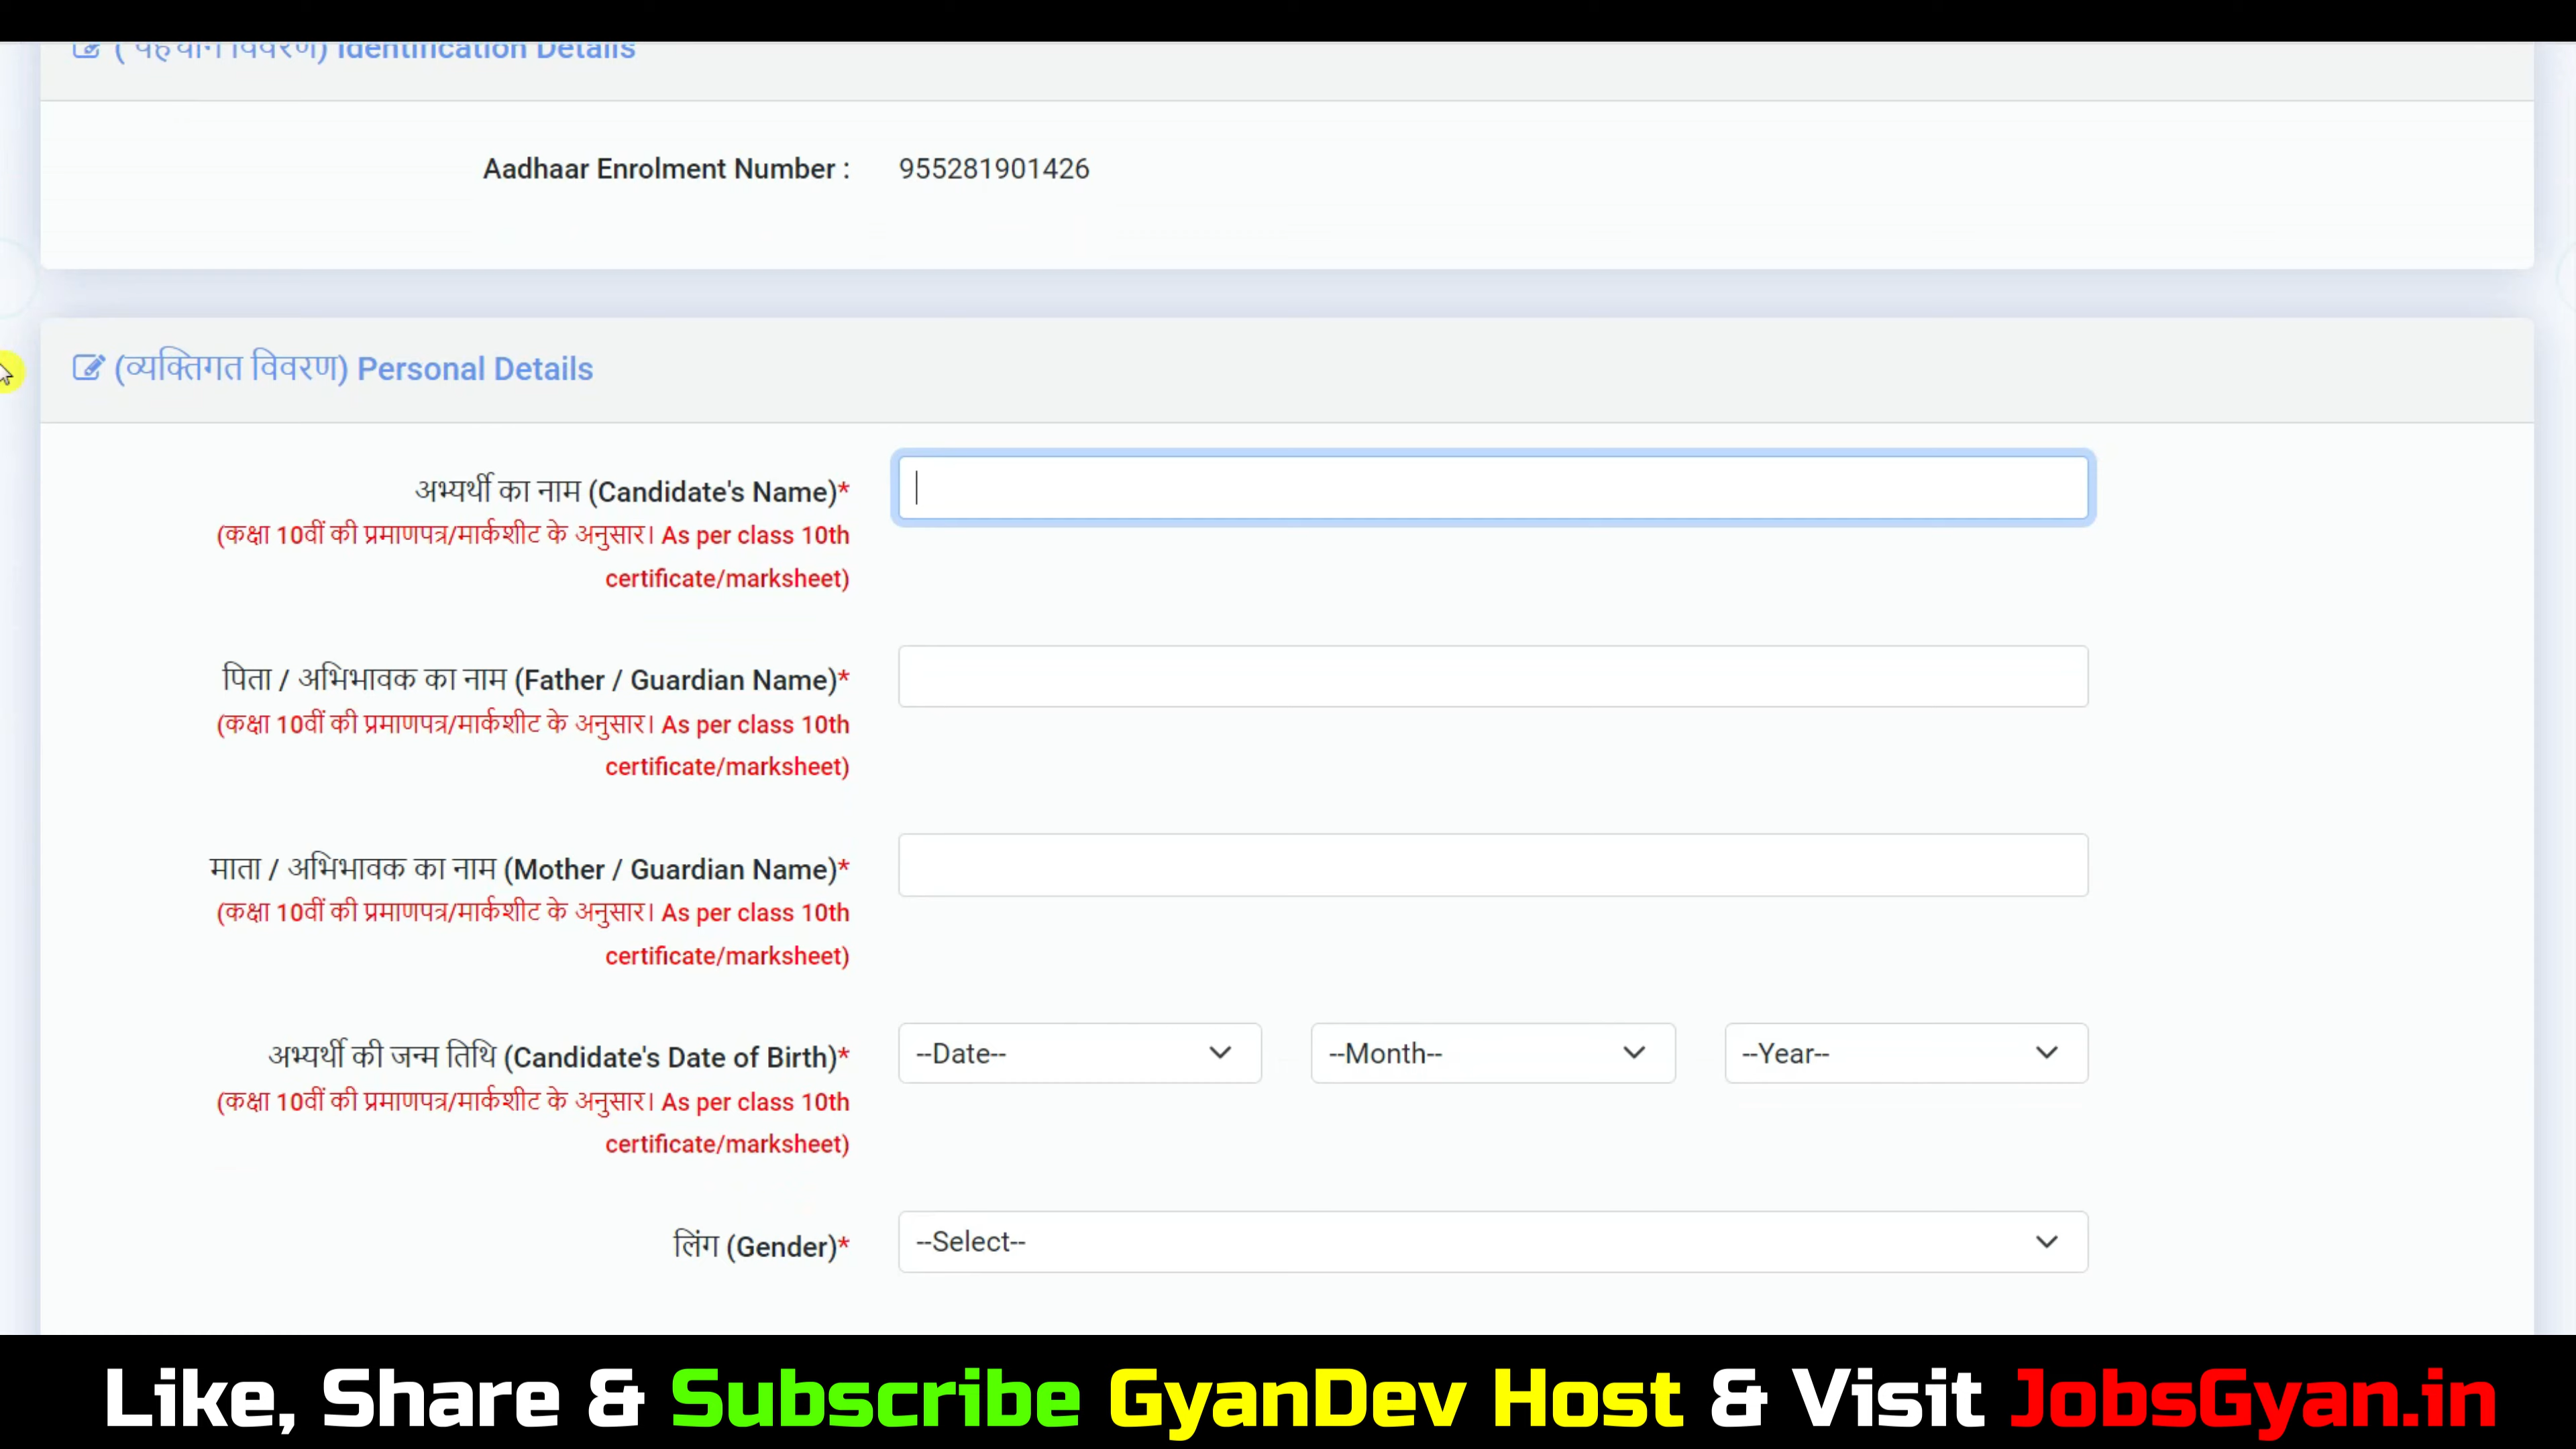 (पहचान विवरण) Identification Details
Aadhaar Enrolment Number : 955281901426
(व्यक्तिगत विवरण) Personal Details
अभ्यर्थी का नाम (Candidate's Name)*
(कक्षा 10वीं की प्रमाणपत्र/मार्कशीट के अनुसार। As per class 10th
certificate/marksheet)
पिता / अभिभावक का नाम (Father / Guardian Name)*
(कक्षा 10वीं की प्रमाणपत्र/मार्कशीट के अनुसार। As per class 10th
certificate/marksheet)
माता / अभिभावक का नाम (Mother / Guardian Name)*
(कक्षा 10वीं की प्रमाणपत्र/मार्कशीट के अनुसार। As per class 10th
certificate/marksheet)
अभ्यर्थी की जन्म तिथि (Candidate's Date of Birth)* --Date-- --Month-- --Year--
(कक्षा 10वीं की प्रमाणपत्र/मार्कशीट के अनुसार। As per class 10th
certificate/marksheet)
लिंग (Gender)* --Select--
Like, Share & Subscribe GyanDev Host & Visit JobsGyan.in